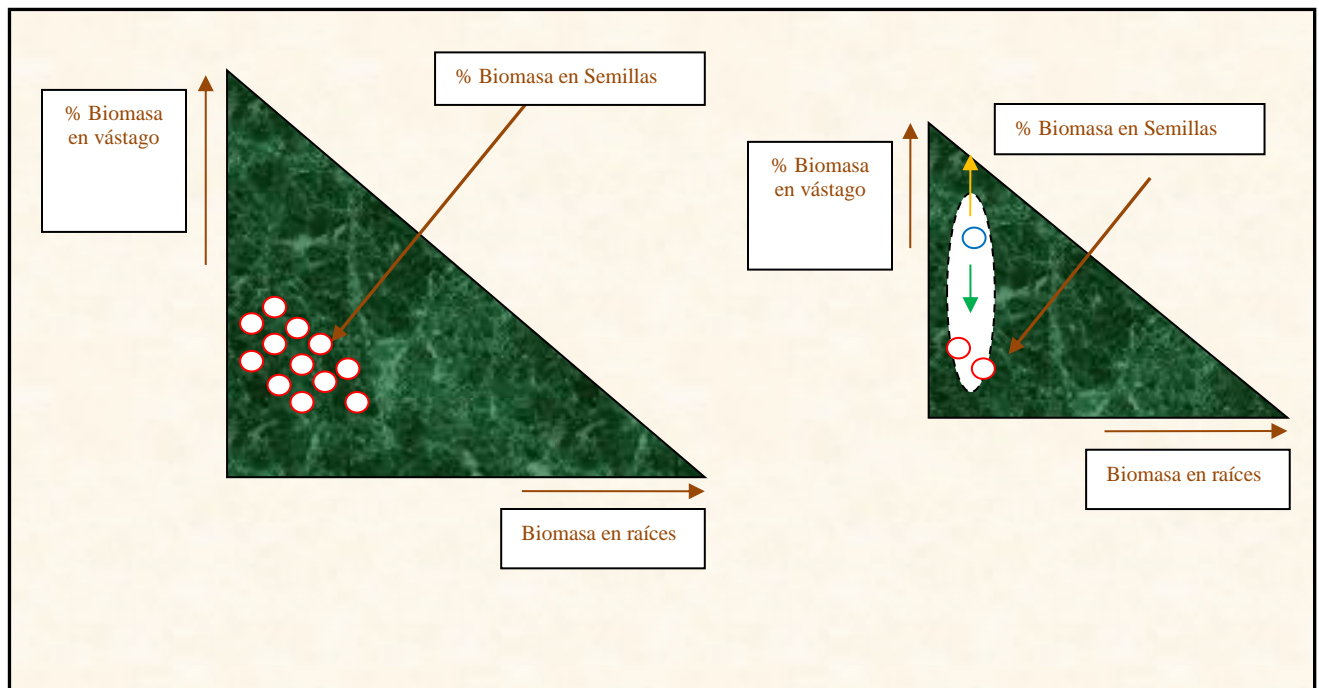 % Biomasa en Semillas
% Biomasa
en vástago
Biomasa en raíces
% Biomasa en Semillas
% Biomasa
en vástago
Biomasa en raíces